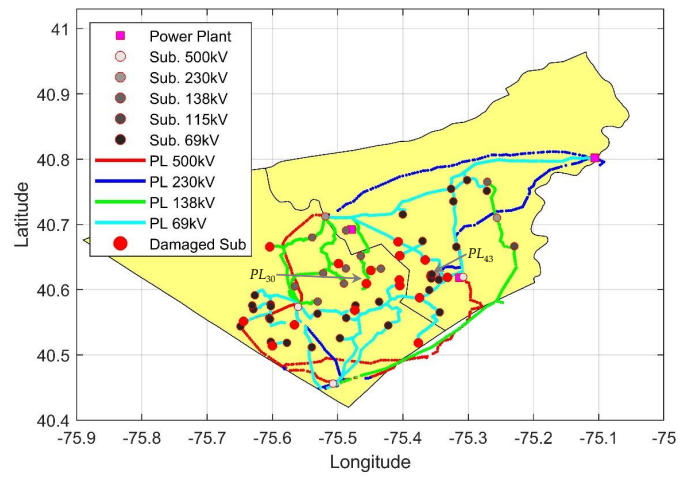 41
40.9
40.8
40.7
40.6
40.5
40.4
Latitude
Power Plant
Sub. 500kV
Sub. 230kV
Sub. 138kV
Sub. 115kV
Sub. 69kV
PL 500kV
PL 230kV
PL 138kV
PL 69kV
Damaged Sub
PL43
PL30
-75.9 -75.8 -75.7 -75.6 -75.5 -75.4 -75.3 -75.2 -75.1 -75
Longitude